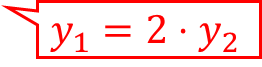 y₁ = 2 · y₂